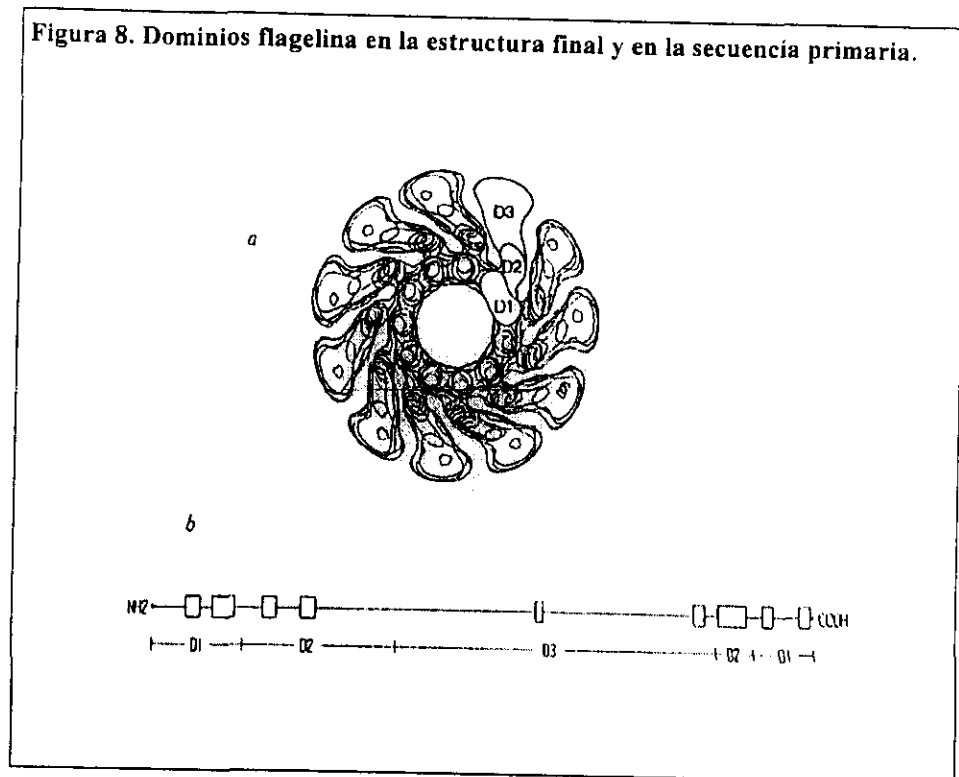 Figura 8. Dominios flagelina en la estructura final y en la secuencia primaria.
a
D3
D2
D1
b
NH2 COOH
D1 D2 D3 D2 D1